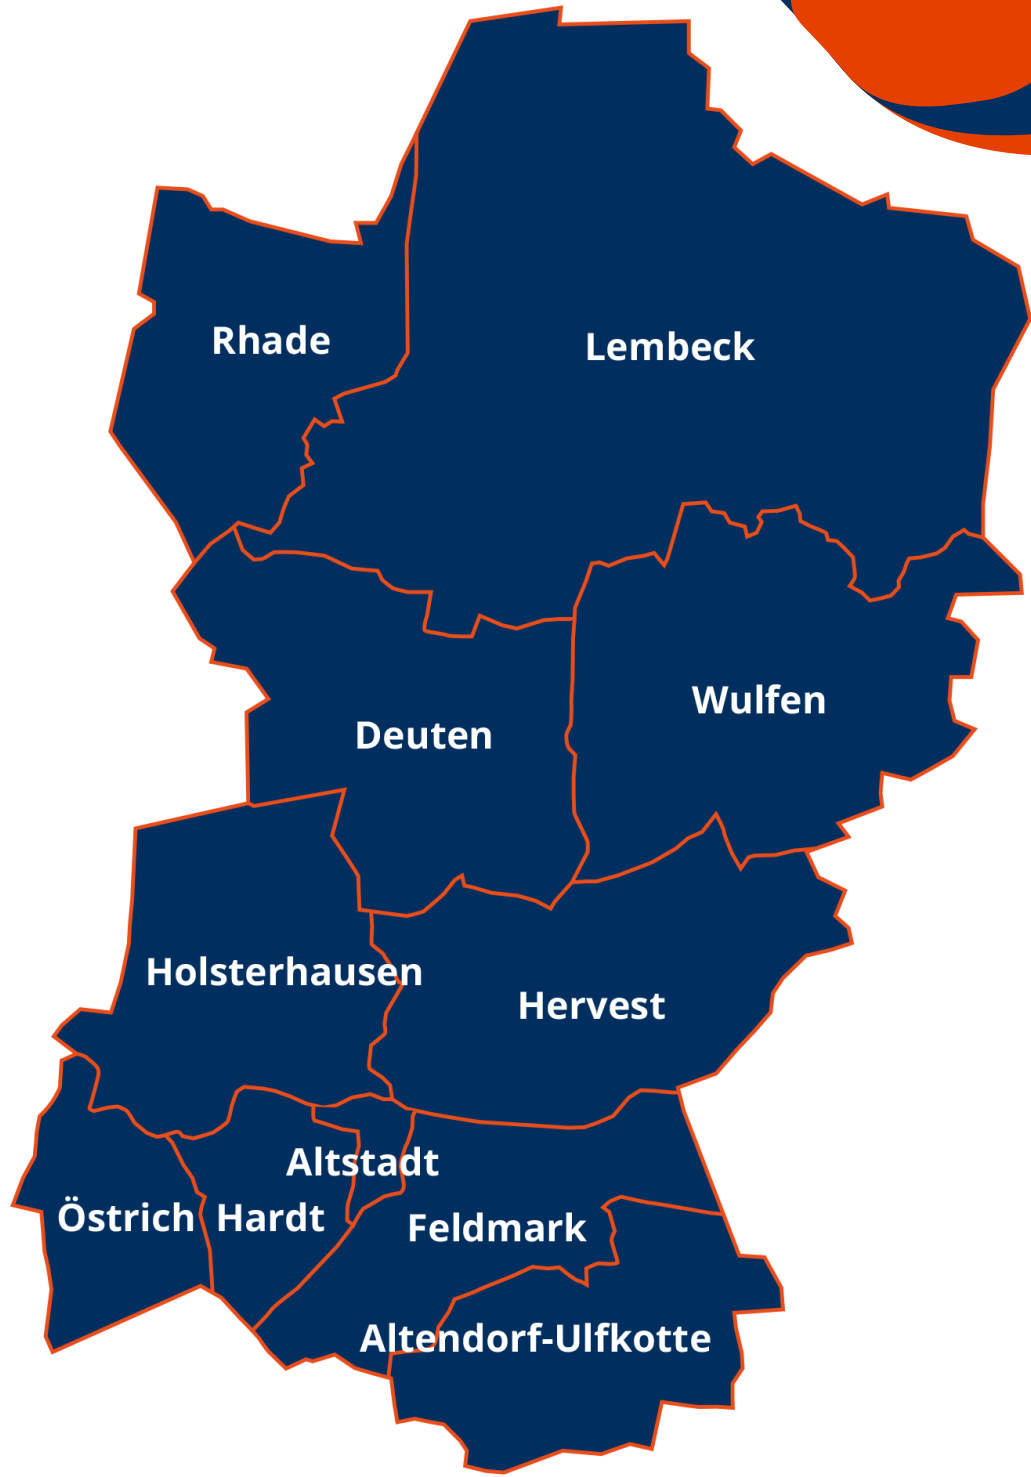 Rhade
Lembeck
Wulfen
Deuten
Holsterhausen
Hervest
Altstadt
Östrich
Hardt
Feldmark
Altendorf-Ulfkotte